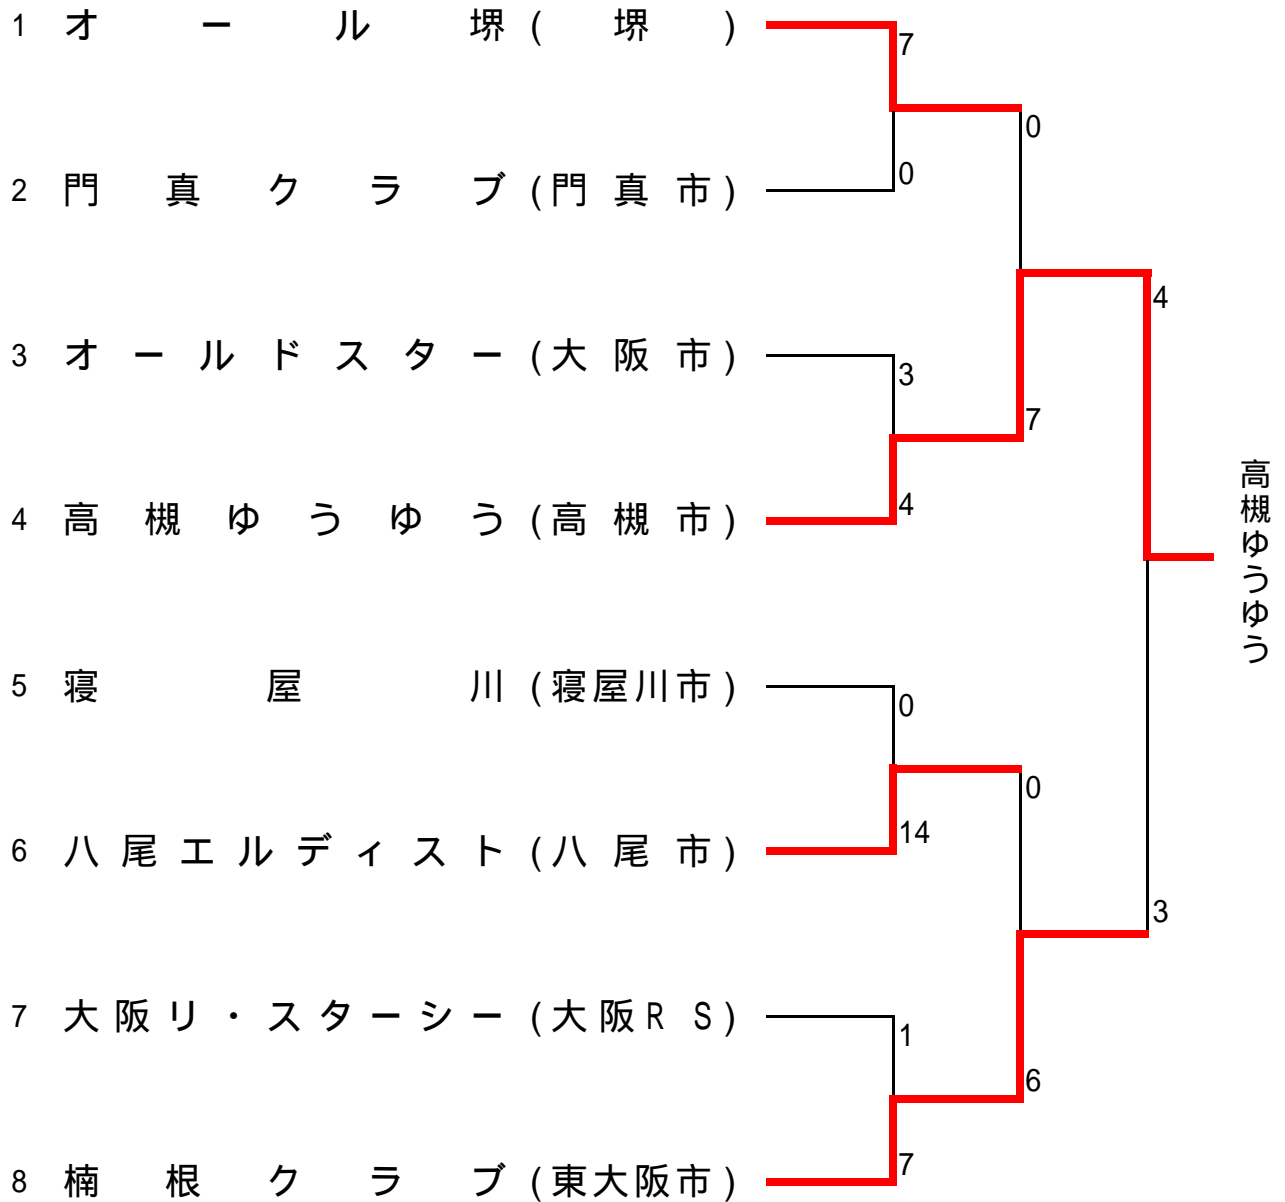 1 オール堺(堺)
7
0
2 門真クラブ(門真市)
0
3 オールドスター(大阪市)
3
4
7
4 高槻ゆうゆう(高槻市)
4
高槻ゆうゆう
5 寝屋川(寝屋川市)
0
0
6 八尾エルディスト(八尾市)
14
3
7 大阪リ・スターシー(大阪RS)
1
6
8 楠根クラブ(東大阪市)
7